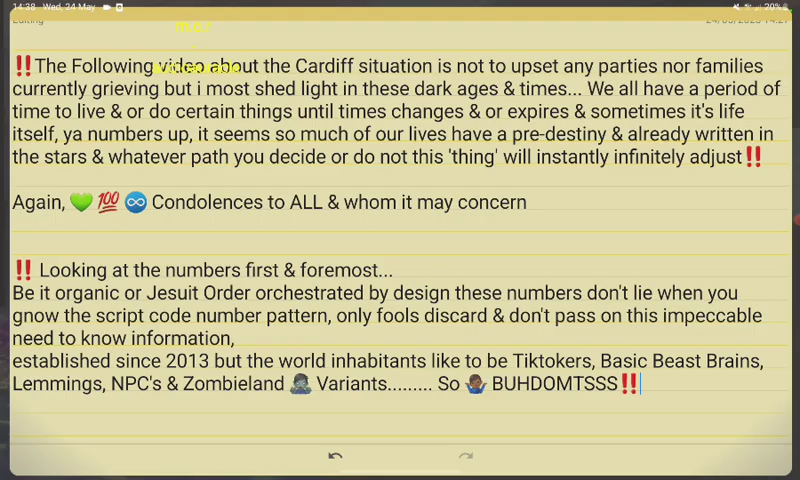 14:38 Wed, 24 May 20%
Editing 24/05/2023 14:27
‼️The Following video about the Cardiff situation is not to upset any parties nor families
currently grieving but i most shed light in these dark ages & times... We all have a period of
time to live & or do certain things until times changes & or expires & sometimes it's life
itself, ya numbers up, it seems so much of our lives have a pre-destiny & already written in
the stars & whatever path you decide or do not this 'thing' will instantly infinitely adjust‼️
Again, 💚 💯 ♾️ Condolences to ALL & whom it may concern
‼️ Looking at the numbers first & foremost...
Be it organic or Jesuit Order orchestrated by design these numbers don't lie when you
gnow the script code number pattern, only fools discard & don't pass on this impeccable
need to know information,
established since 2013 but the world inhabitants like to be Tiktokers, Basic Beast Brains,
Lemmings, NPC's & Zombieland 🧟 Variants......... So 🤷🏾‍♂️ BUHDOMTSSS‼️